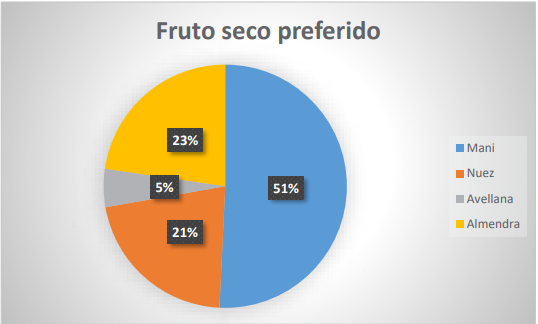 Fruto seco preferido
23%
5%
51%
21%
Mani
Nuez
Avellana
Almendra